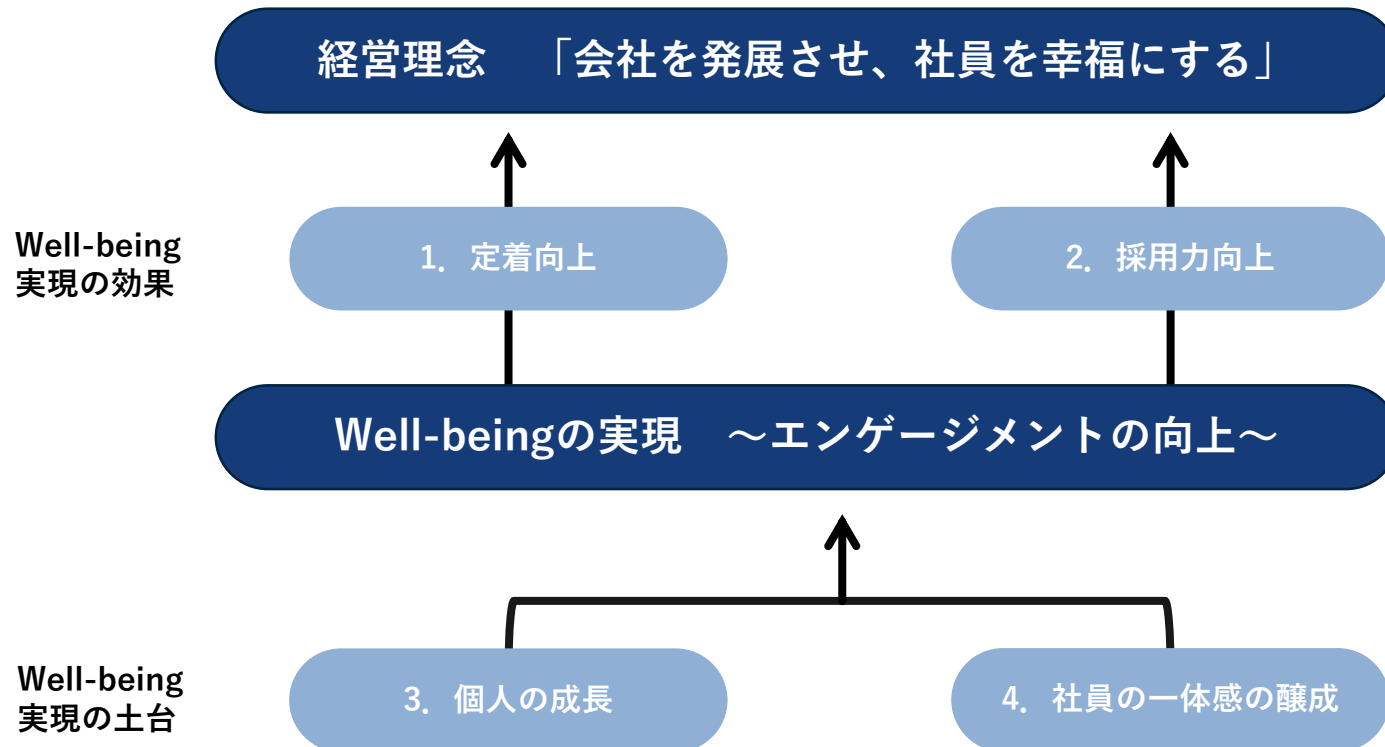 経営理念　「会社を発展させ、社員を幸福にする」
Well-being
実現の効果
1．定着向上
2．採用力向上
Well-beingの実現　～エンゲージメントの向上～
Well-being
実現の土台
3．個人の成長
4．社員の一体感の醸成